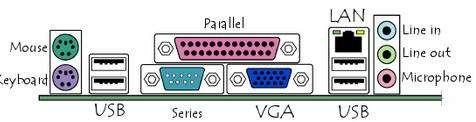 Parallel
LAN
Mouse
Line in
Line out
Keyboard
Microphone
USB
Series
VGA
USB